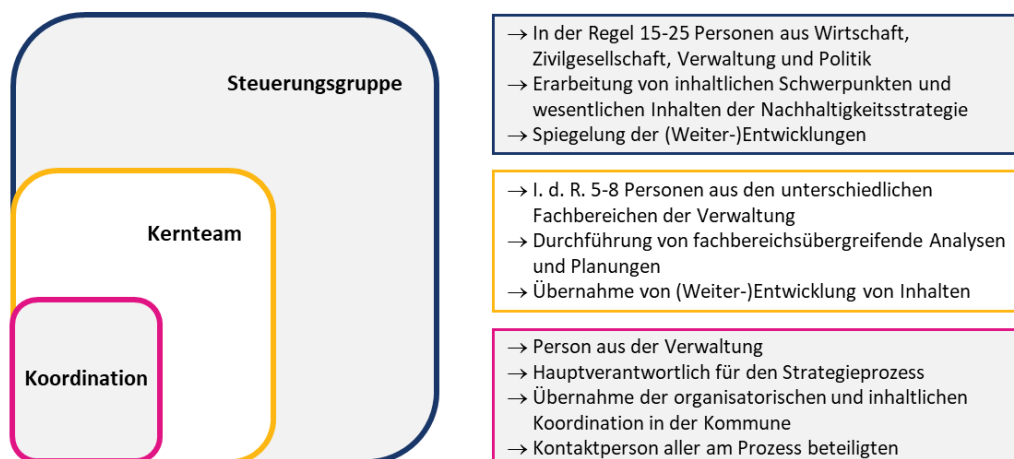 Steuerungsgruppe
Kernteam
Koordination
→ In der Regel 15-25 Personen aus Wirtschaft,
Zivilgesellschaft, Verwaltung und Politik
→ Erarbeitung von inhaltlichen Schwerpunkten und
wesentlichen Inhalten der Nachhaltigkeitsstrategie
→ Spiegelung der (Weiter-)Entwicklungen
→ I. d. R. 5-8 Personen aus den unterschiedlichen
Fachbereichen der Verwaltung
→ Durchführung von fachbereichsübergreifende Analysen
und Planungen
→ Übernahme von (Weiter-)Entwicklung von Inhalten
→ Person aus der Verwaltung
→ Hauptverantwortlich für den Strategieprozess
→ Übernahme der organisatorischen und inhaltlichen
Koordination in der Kommune
→ Kontaktperson aller am Prozess beteiligten